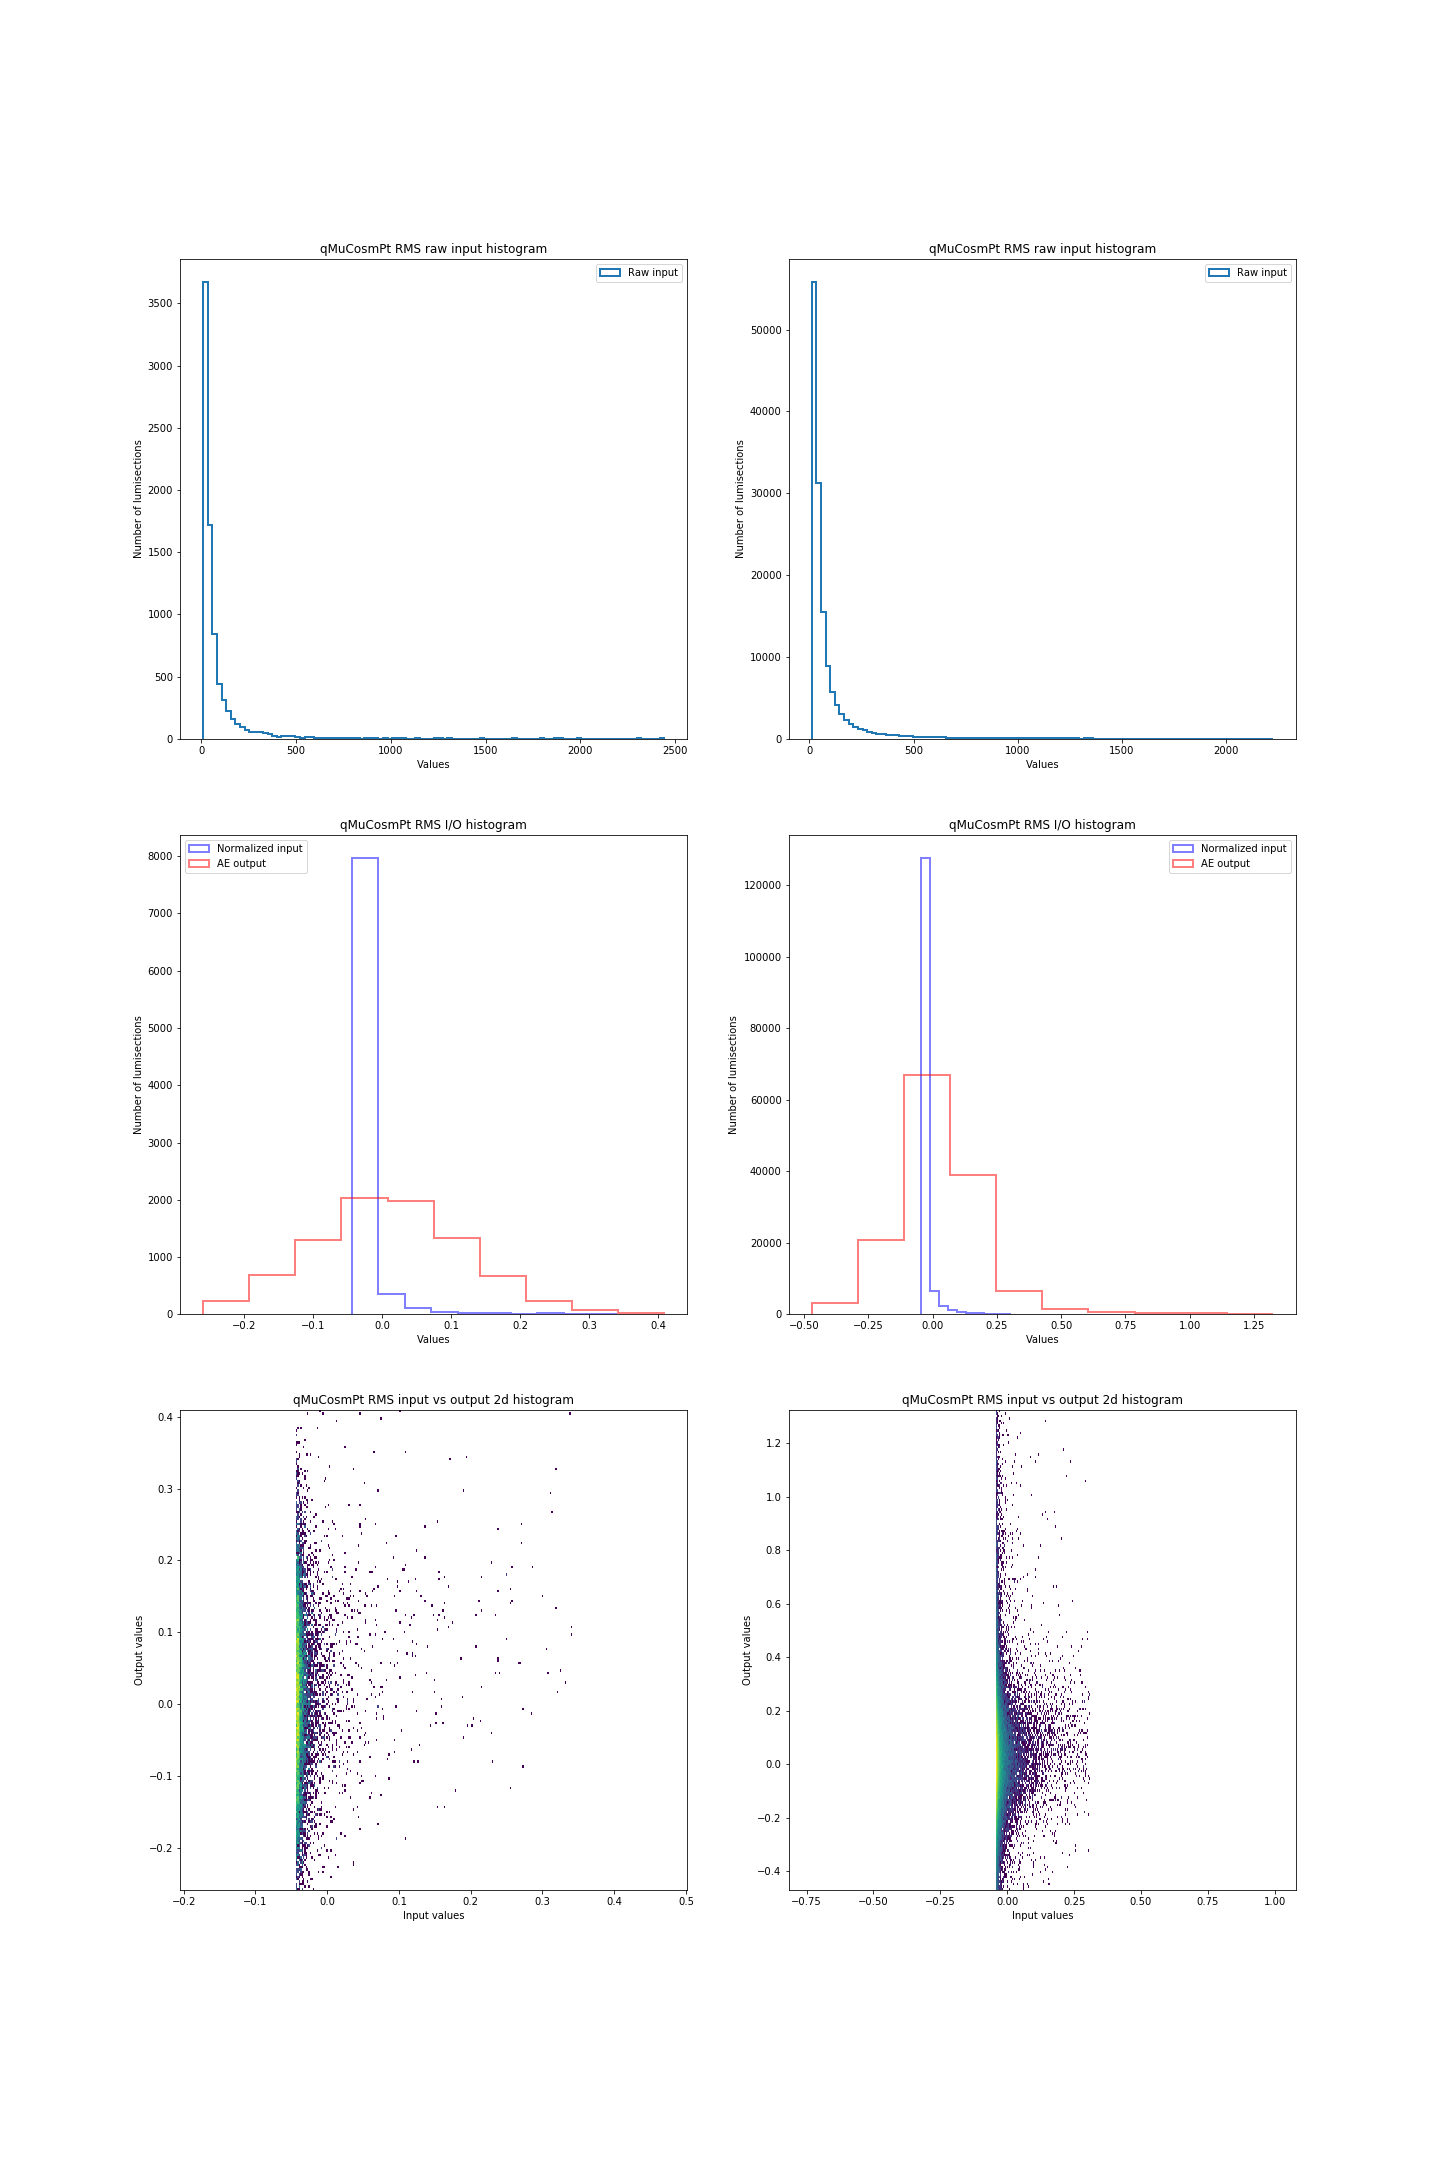 qMuCosmPt RMS raw input histogram
Raw input
3500
3000
2500
2000
1500
1000
500
0
Number of lumisections
0 500 1000 1500 2000 2500
Values
qMuCosmPt RMS raw input histogram
Raw input
50000
40000
30000
20000
10000
0
Number of lumisections
0 500 1000 1500 2000
Values
qMuCosmPt RMS I/O histogram
Normalized input
AE output
8000
7000
6000
5000
4000
3000
2000
1000
0
Number of lumisections
−0.2 −0.1 0.0 0.1 0.2 0.3 0.4
Values
qMuCosmPt RMS I/O histogram
Normalized input
AE output
120000
100000
80000
60000
40000
20000
0
Number of lumisections
−0.50 −0.25 0.00 0.25 0.50 0.75 1.00 1.25
Values
qMuCosmPt RMS input vs output 2d histogram
0.4
0.3
0.2
0.1
0.0
−0.1
−0.2
Output values
−0.2 −0.1 0.0 0.1 0.2 0.3 0.4 0.5
Input values
qMuCosmPt RMS input vs output 2d histogram
1.2
1.0
0.8
0.6
0.4
0.2
0.0
−0.2
−0.4
Output values
−0.75 −0.50 −0.25 0.00 0.25 0.50 0.75 1.00
Input values